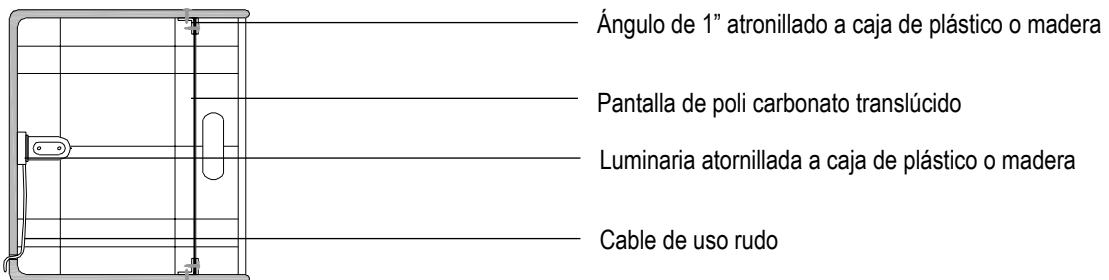 Ángulo de 1” atronillado a caja de plástico o madera
Pantalla de poli carbonato translúcido
Luminaria atornillada a caja de plástico o madera
Cable de uso rudo